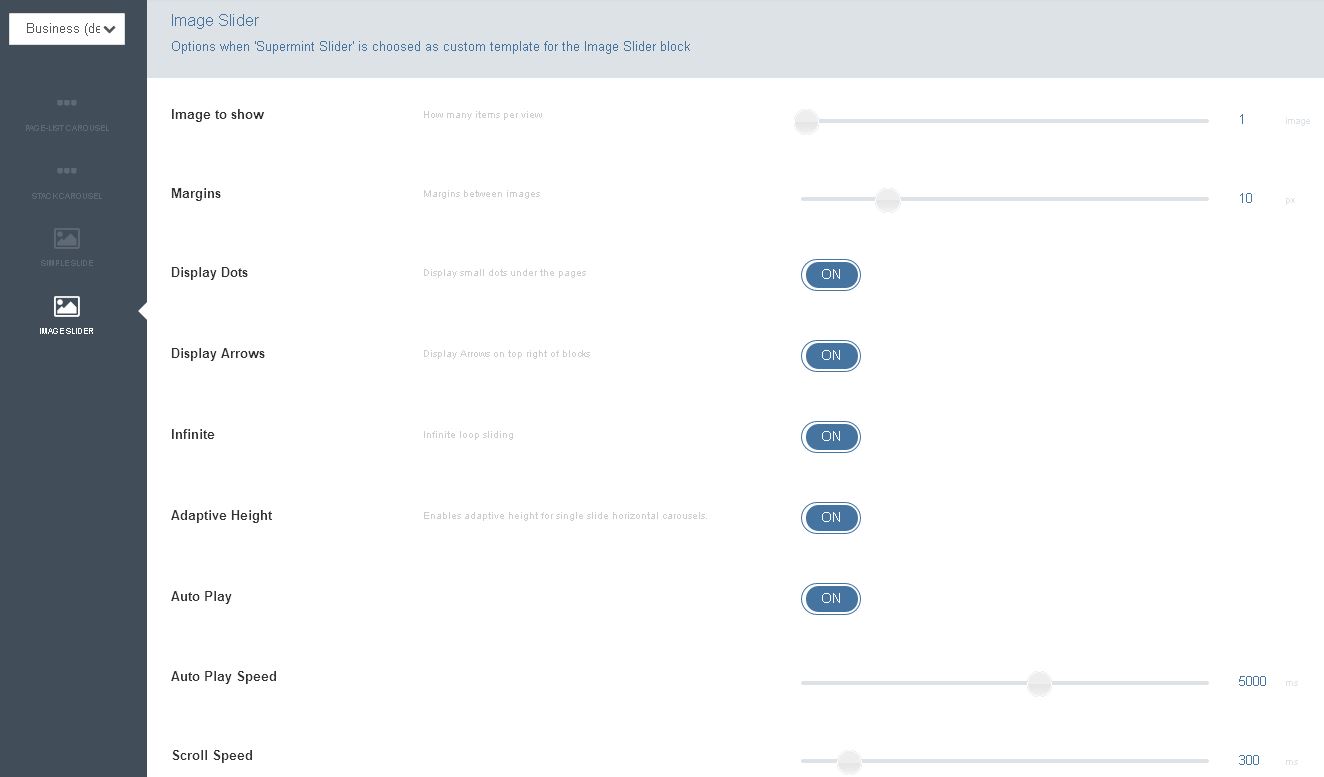 Business (de
PAGE-LIST CAROUSEL
STACK CAROUSEL
SIMPLE SLIDE
IMAGE SLIDER
Image Slider
Options when 'Supermint Slider' is choosed as custom template for the Image Slider block
Image to show How many items per view 1 image
Margins Margins between images 10 px
Display Dots Display small dots under the pages ON
Display Arrows Display Arrows on top right of blocks ON
Infinite Infinite loop sliding ON
Adaptive Height Enables adaptive height for single slide horizontal carousels. ON
Auto Play ON
Auto Play Speed 5000 ms
Scroll Speed 300 ms